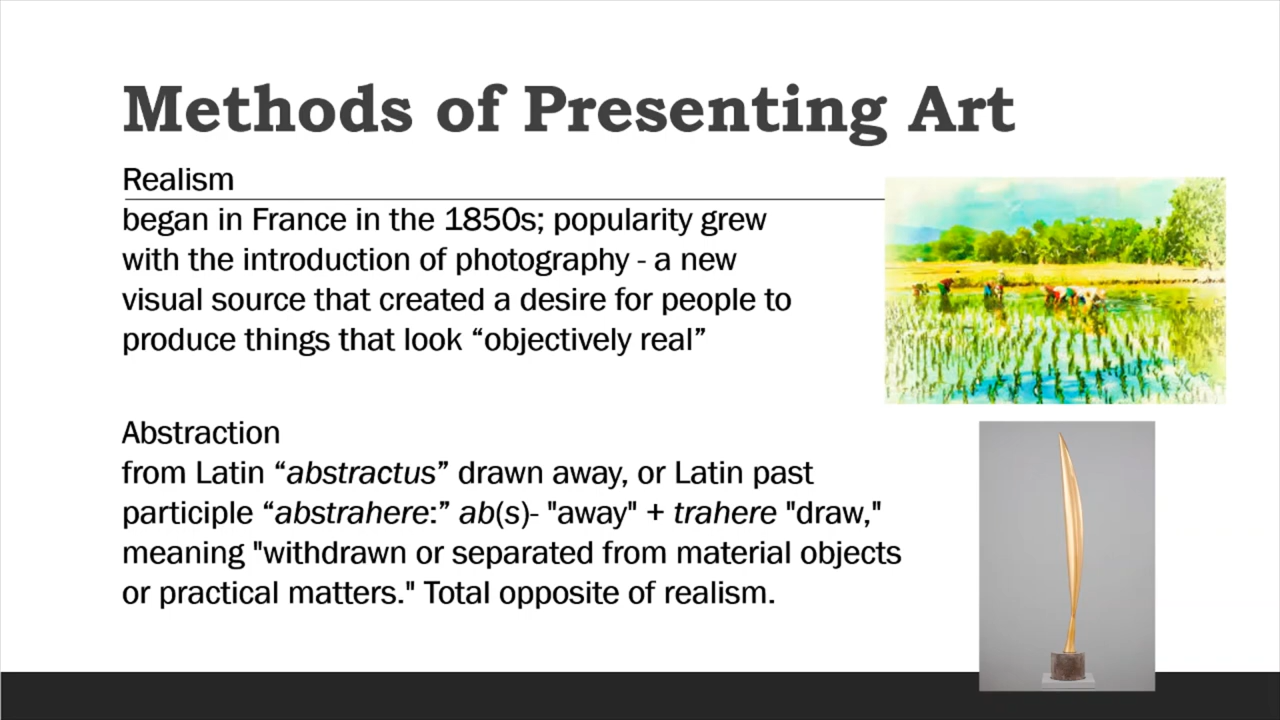 Methods of Presenting Art
Realism
began in France in the 1850s; popularity grew
with the introduction of photography - a new
visual source that created a desire for people to
produce things that look “objectively real”
Abstraction
from Latin “abstractus” drawn away, or Latin past
participle “abstrahere:” ab(s)- "away" + trahere "draw,"
meaning "withdrawn or separated from material objects
or practical matters." Total opposite of realism.